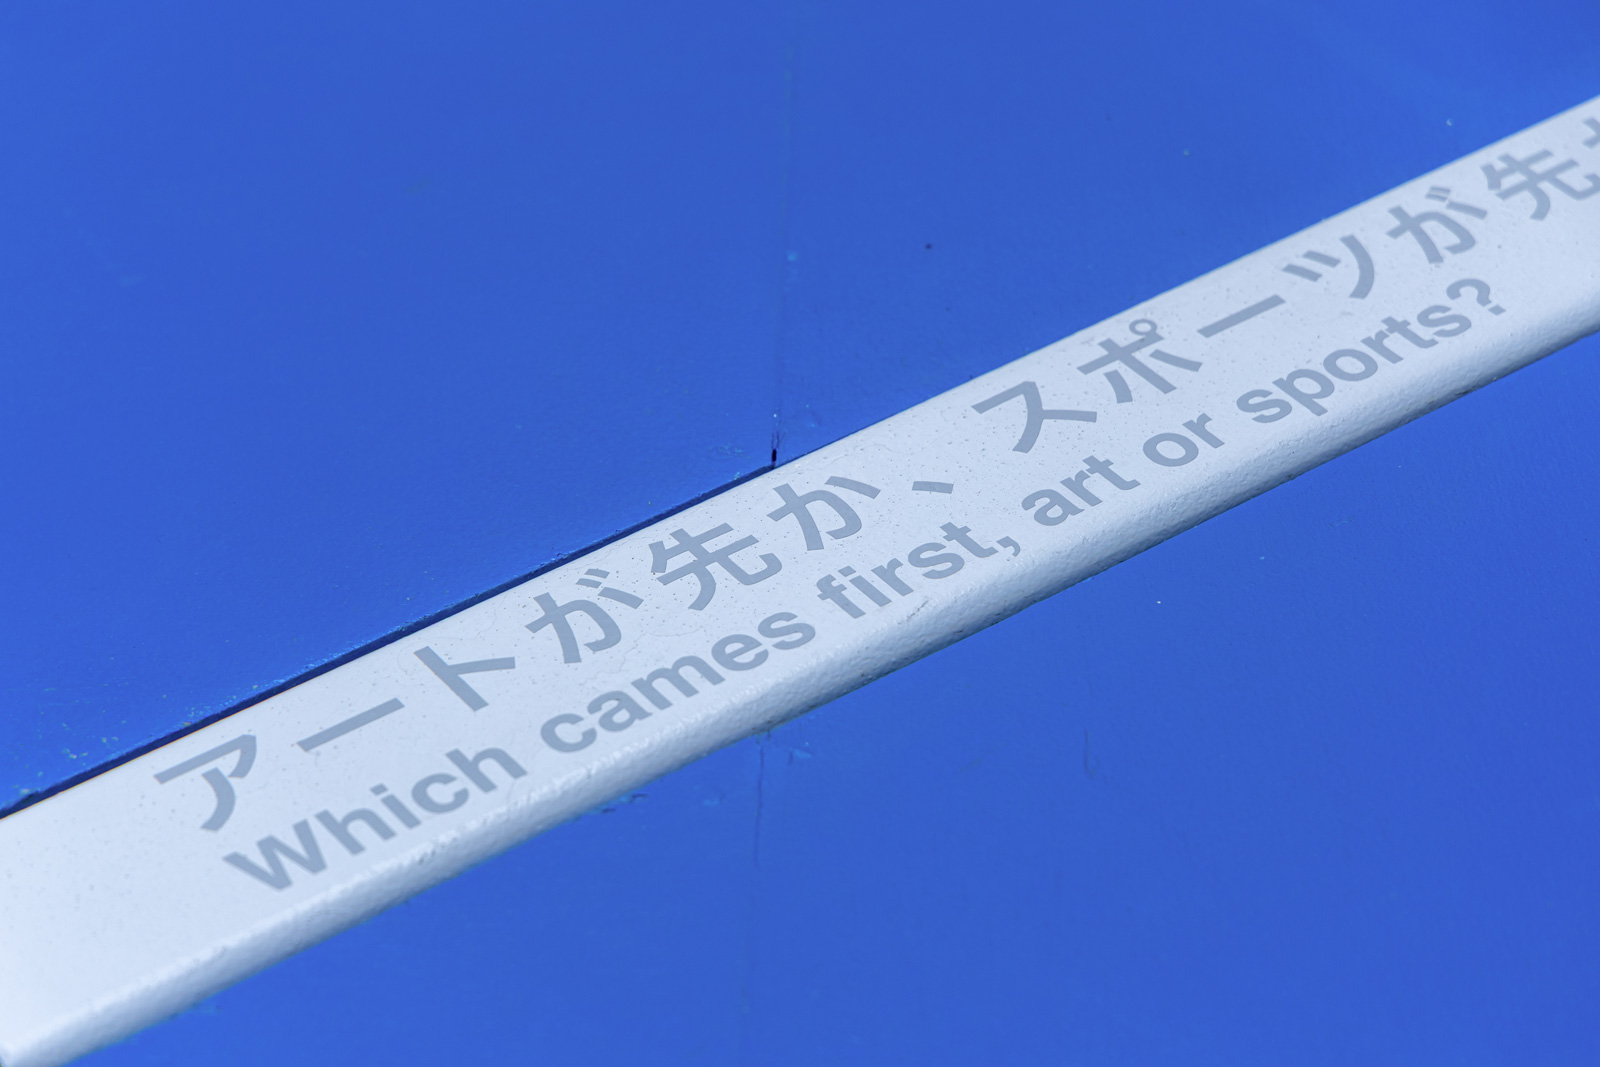 アートが先か、スポーツが先
Which cames first, art or sports?